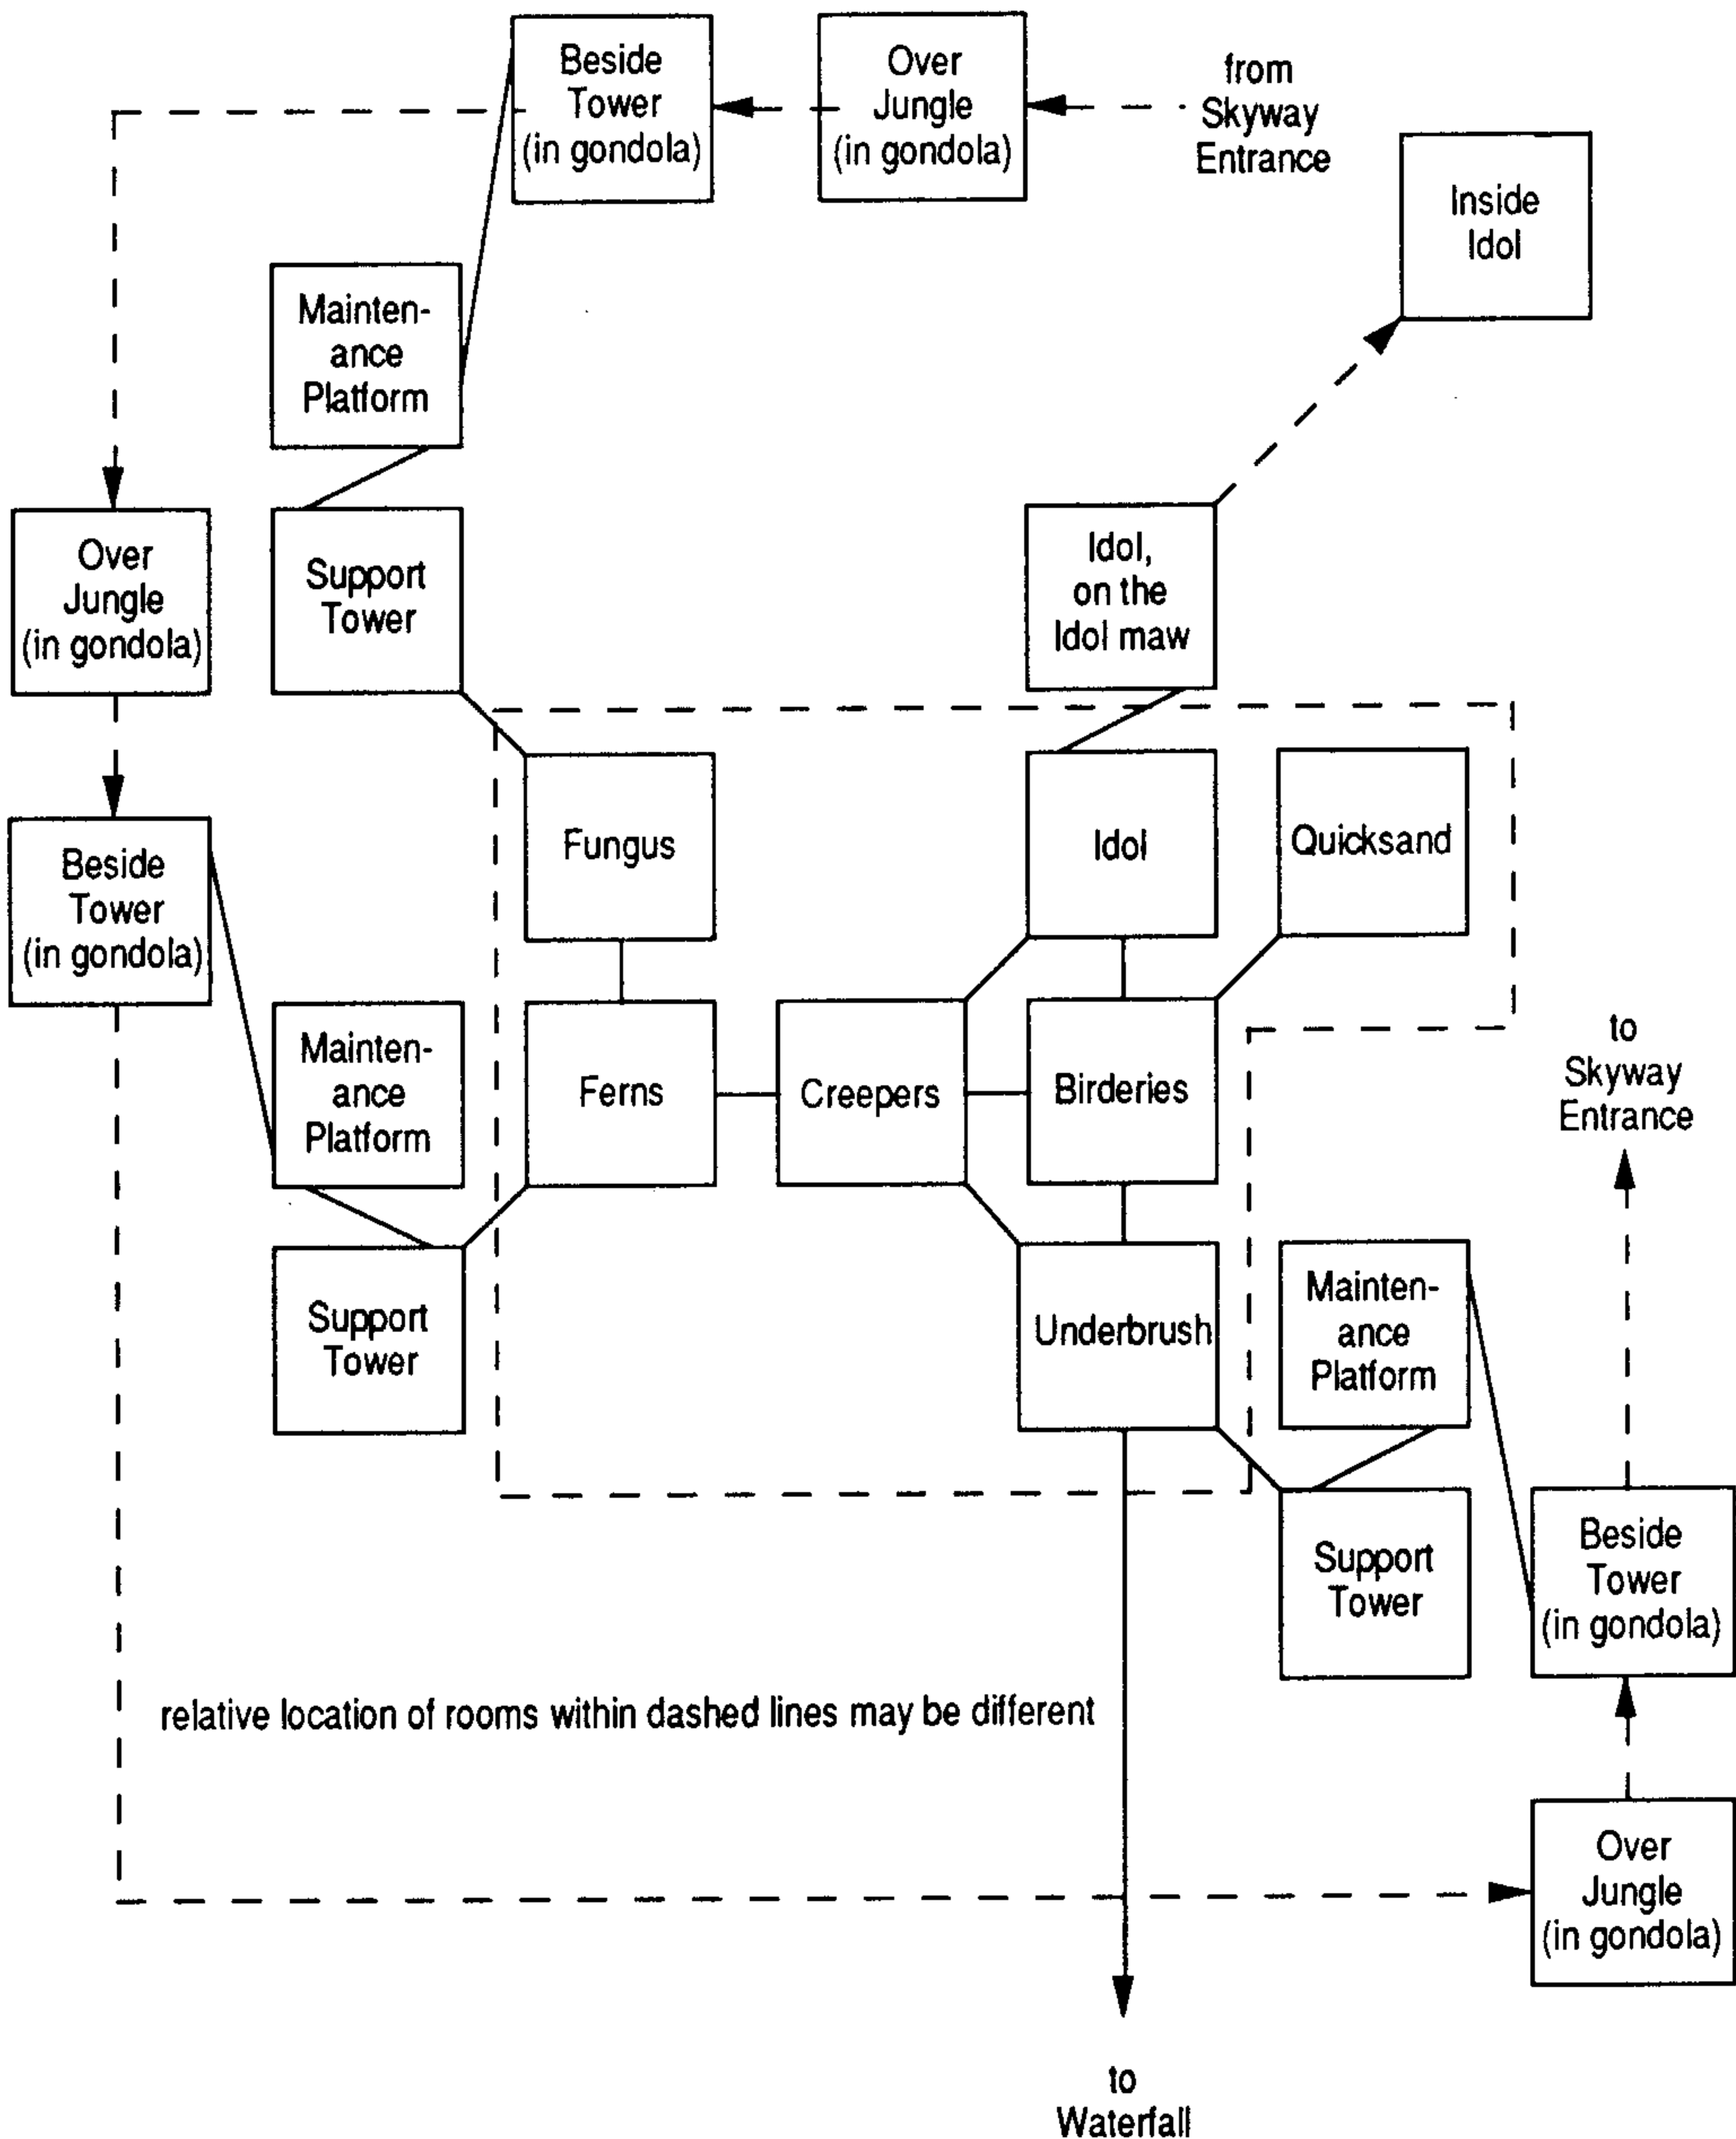 Beside
Tower
(in gondola)
Over
Jungle
(in gondola)
from
Skyway
Entrance
Inside
Idol
Mainten-
ance
Platform
Over
Jungle
(in gondola)
Support
Tower
Idol,
on the
Idol maw
Beside
Tower
(in gondola)
Fungus
Idol
Quicksand
Mainten-
ance
Platform
Ferns
Creepers
Birderies
to
Skyway
Entrance
Support
Tower
Underbrush
Mainten-
ance
Platform
Support
Tower
Beside
Tower
(in gondola)
relative location of rooms within dashed lines may be different
Over
Jungle
(in gondola)
to
Waterfall